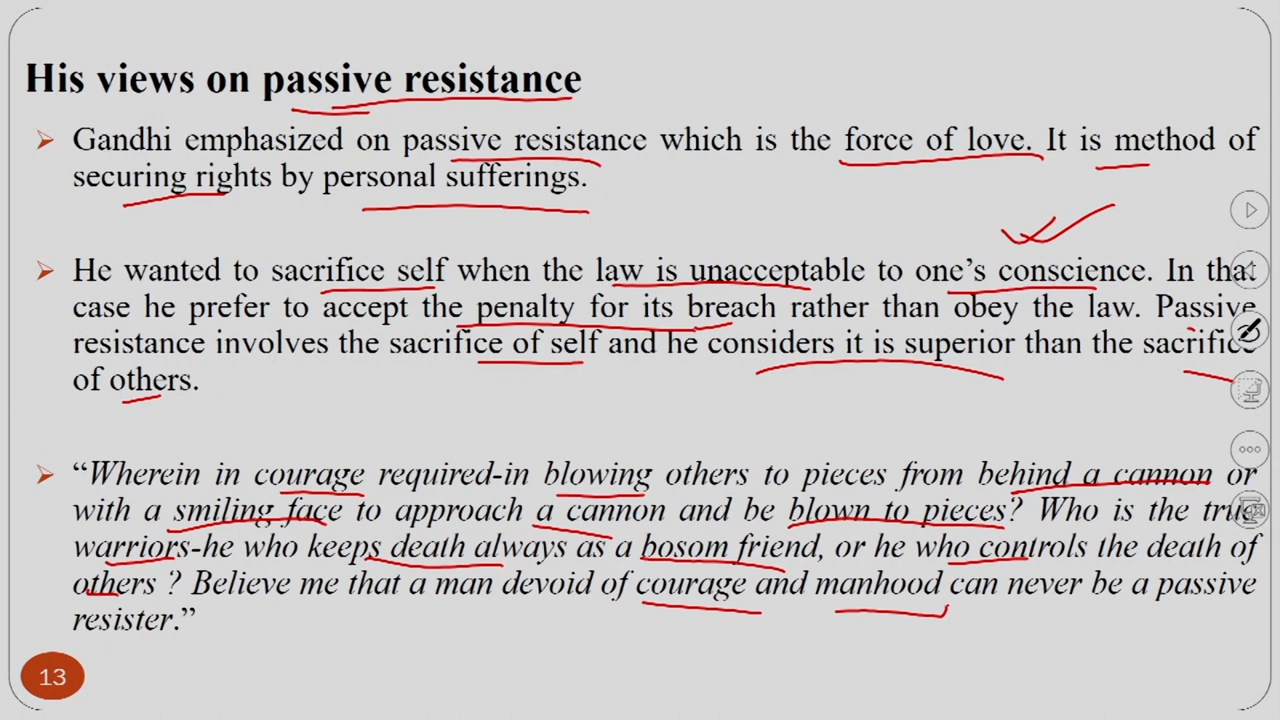 His views on passive resistance
Gandhi emphasized on passive resistance which is the force of love. It is method of
securing rights by personal sufferings.
He wanted to sacrifice self when the law is unacceptable to one’s conscience. In that
case he prefer to accept the penalty for its breach rather than obey the law. Passive
resistance involves the sacrifice of self and he considers it is superior than the sacrifice
of others.
“Wherein in courage required-in blowing others to pieces from behind a cannon or
with a smiling face to approach a cannon and be blown to pieces? Who is the true
warriors-he who keeps death always as a bosom friend, or he who controls the death of
others ? Believe me that a man devoid of courage and manhood can never be a passive
resister.”
13